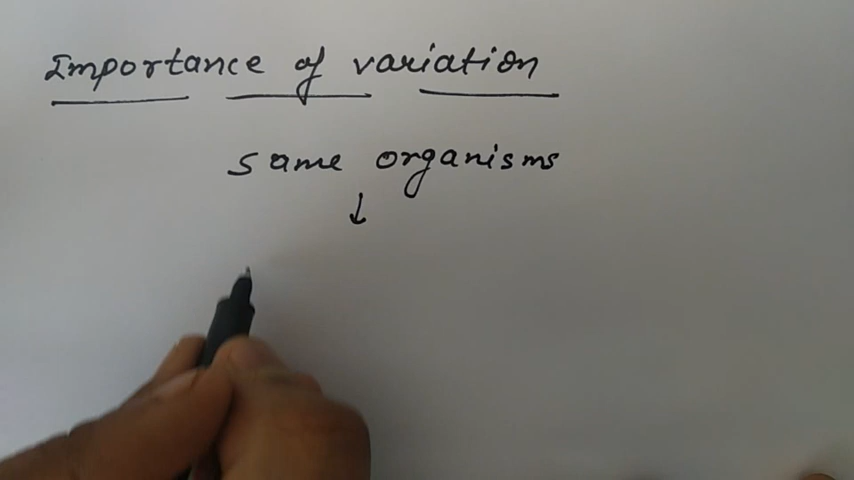 Importance of variation
same organisms
↓